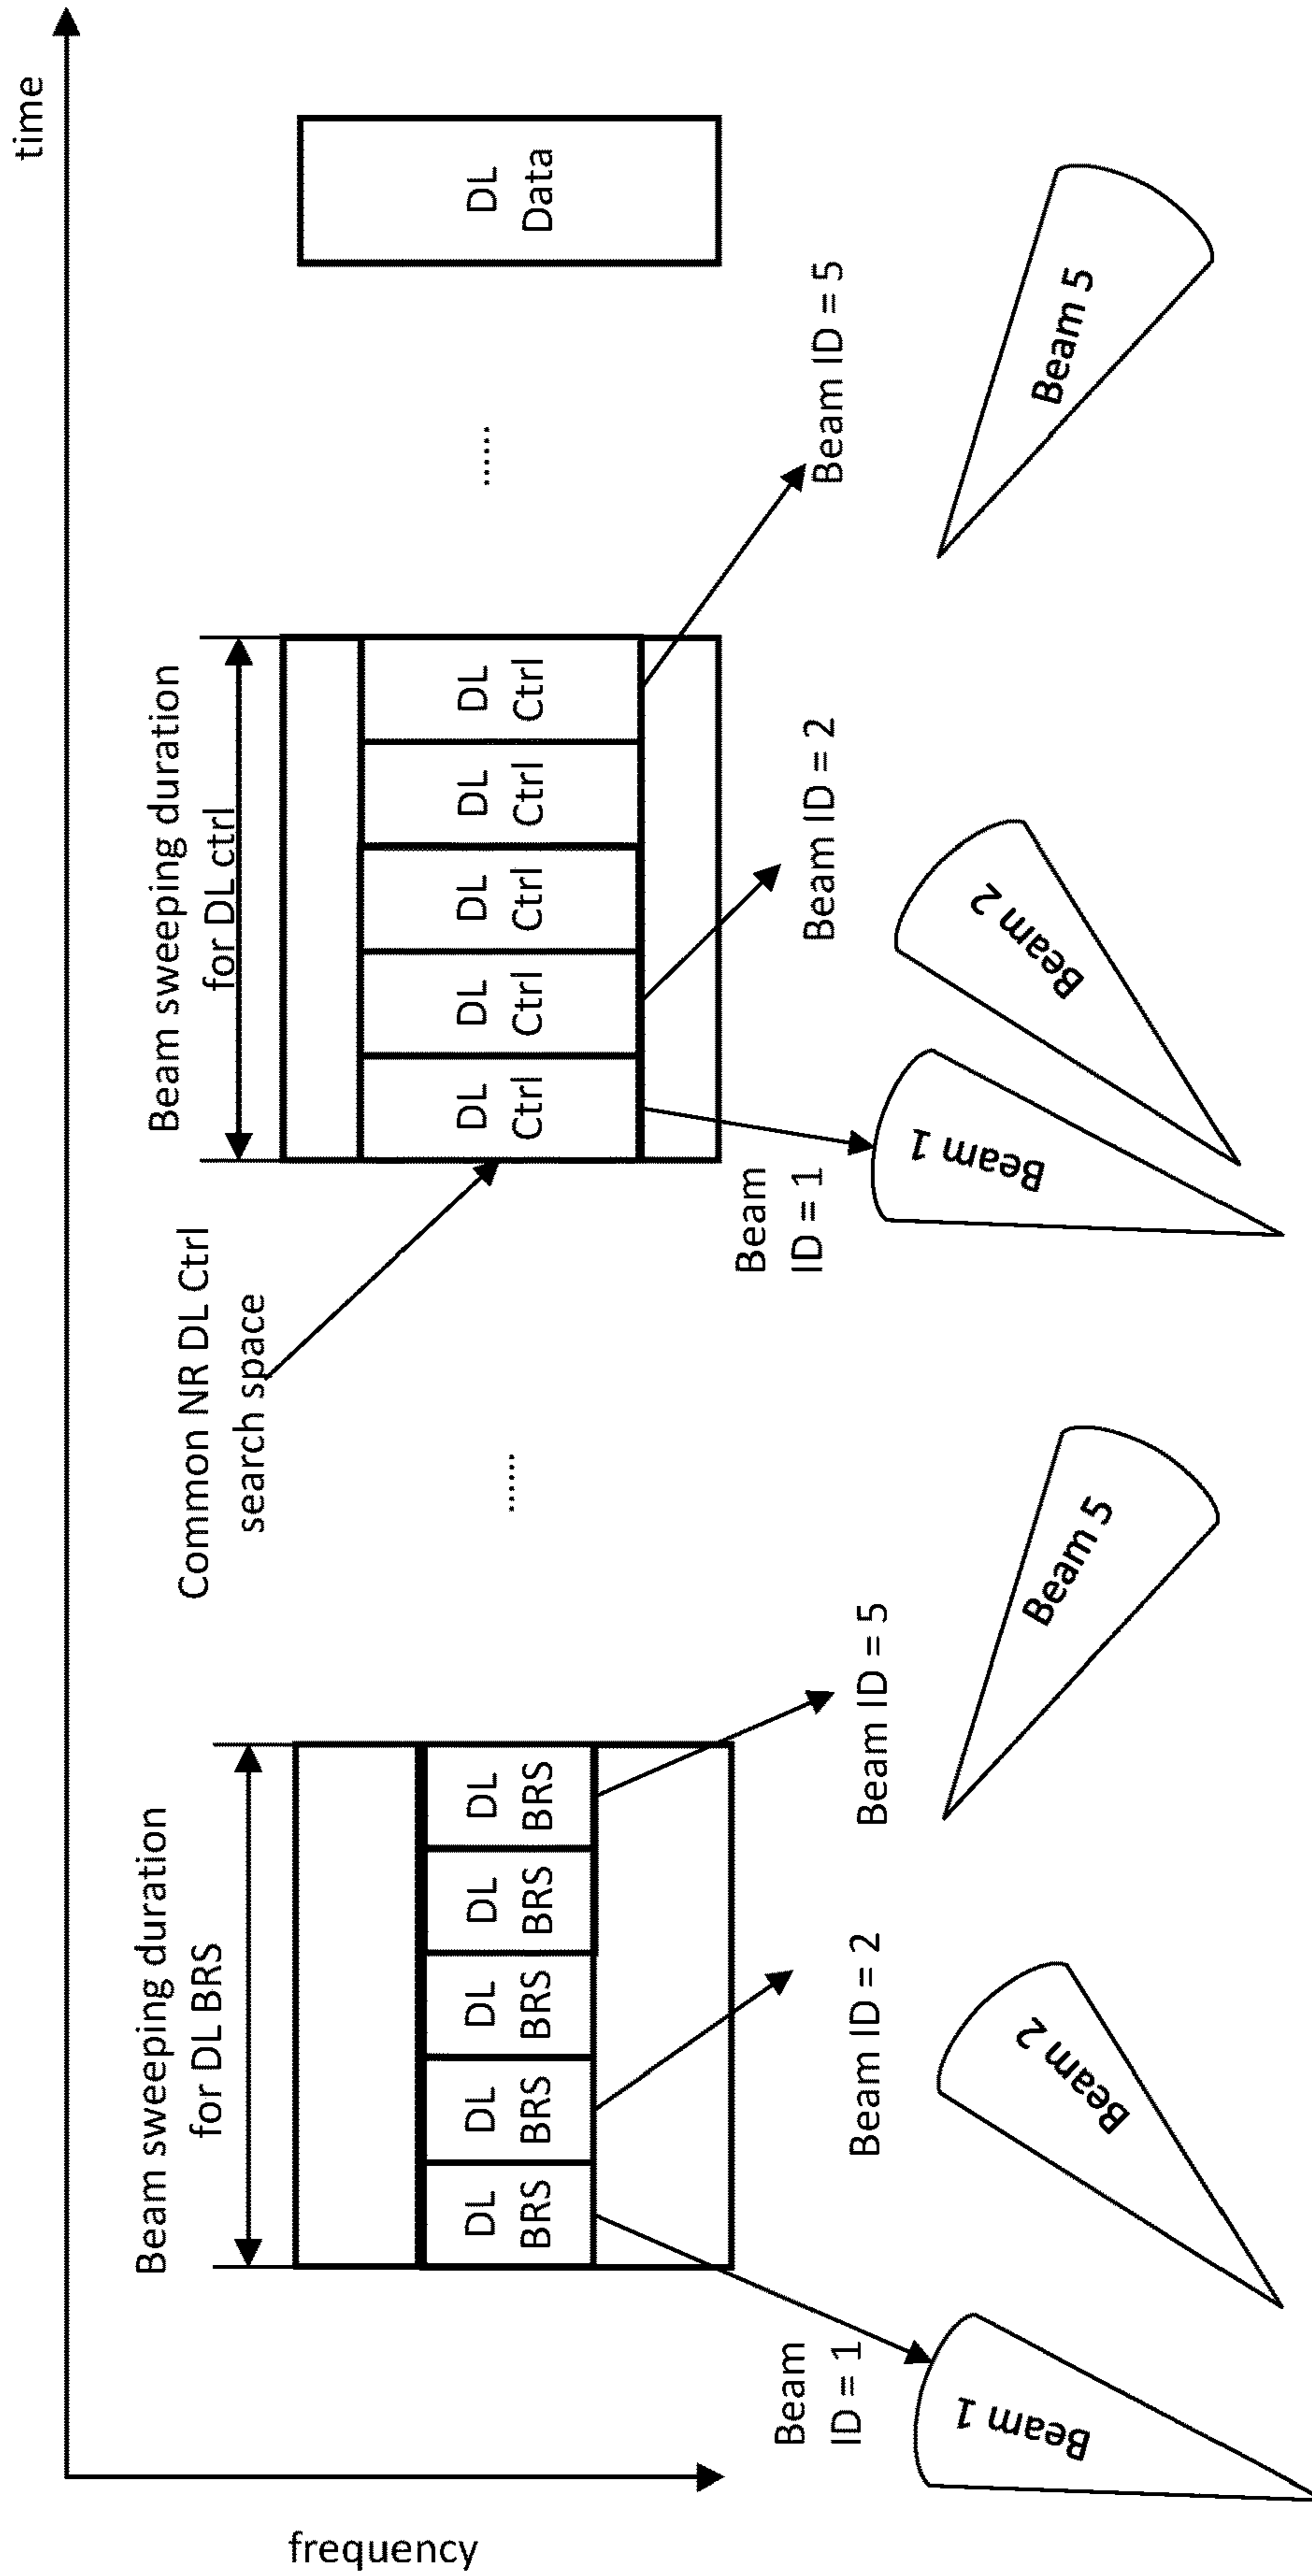 time
frequency
Beam sweeping duration
for DL BRS
DL
BRS
DL
BRS
DL
BRS
DL
BRS
DL
BRS
Beam
ID = 1
Beam ID = 2
Beam ID = 5
Beam 1
Beam 2
Beam 5
......
Common NR DL Ctrl
search space
Beam sweeping duration
for DL ctrl
DL
Ctrl
DL
Ctrl
DL
Ctrl
DL
Ctrl
DL
Ctrl
Beam
ID = 1
Beam ID = 2
Beam ID = 5
Beam 1
Beam 2
Beam 5
......
DL
Data